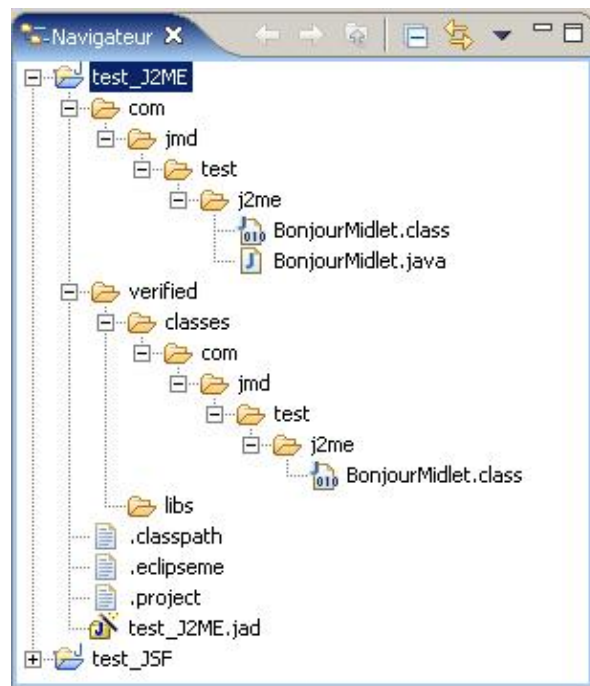 Navigateur
test_J2ME
com
jmd
test
j2me
BonjourMidlet.class
BonjourMidlet.java
verified
classes
com
jmd
test
j2me
BonjourMidlet.class
libs
.classpath
.eclipseme
.project
test_J2ME.jad
test_JSF